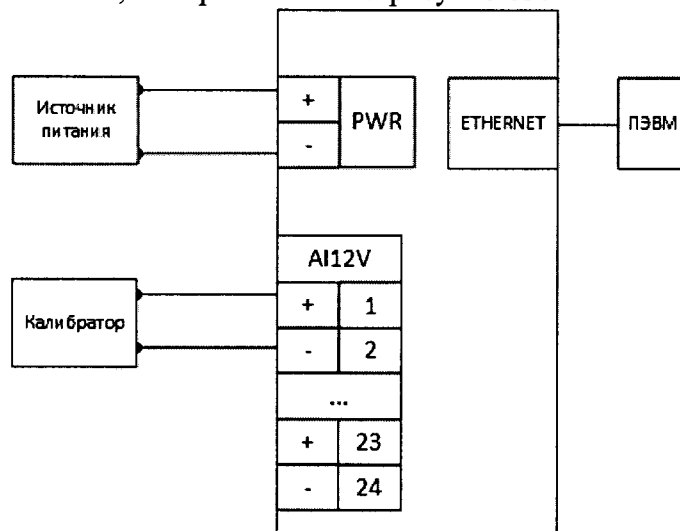 Источник
питания
+
-
PWR
ETHERNET
ПЭВМ
AI12V
Калибратор
+ 1
- 2
...
+ 23
- 24